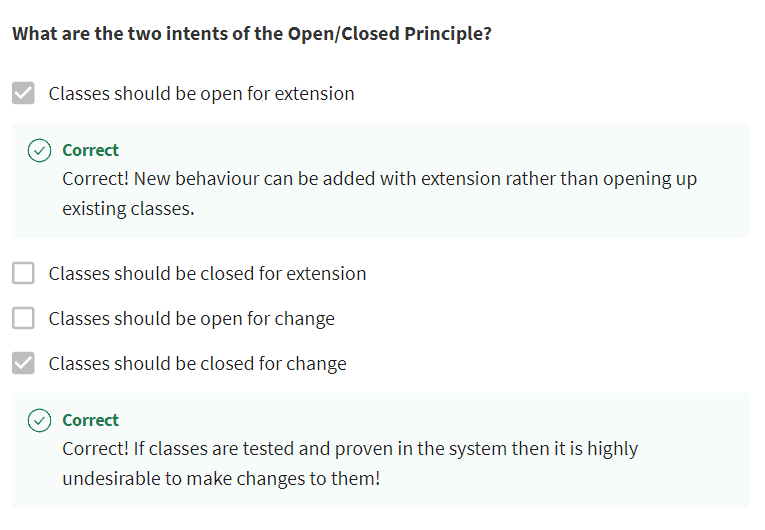 What are the two intents of the Open/Closed Principle?
Classes should be open for extension
Correct
Correct! New behaviour can be added with extension rather than opening up
existing classes.
Classes should be closed for extension
Classes should be open for change
Classes should be closed for change
Correct
Correct! If classes are tested and proven in the system then it is highly
undesirable to make changes to them!